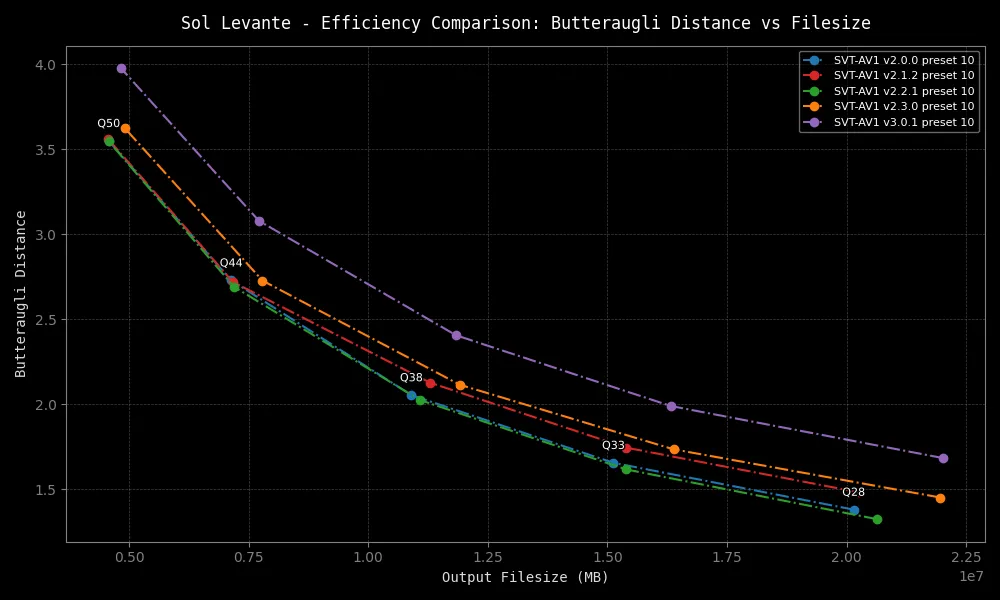 Sol Levante - Efficiency Comparison: Butteraugli Distance vs Filesize
SVT-AV1 v2.0.0 preset 10
SVT-AV1 v2.1.2 preset 10
SVT-AV1 v2.2.1 preset 10
SVT-AV1 v2.3.0 preset 10
SVT-AV1 v3.0.1 preset 10
4.0
3.5
3.0
2.5
2.0
1.5
Butteraugli Distance
Q50
Q44
Q38
Q33
Q28
0.50
0.75
1.00
1.25
1.50
1.75
2.00
2.25
1e7
Output Filesize (MB)